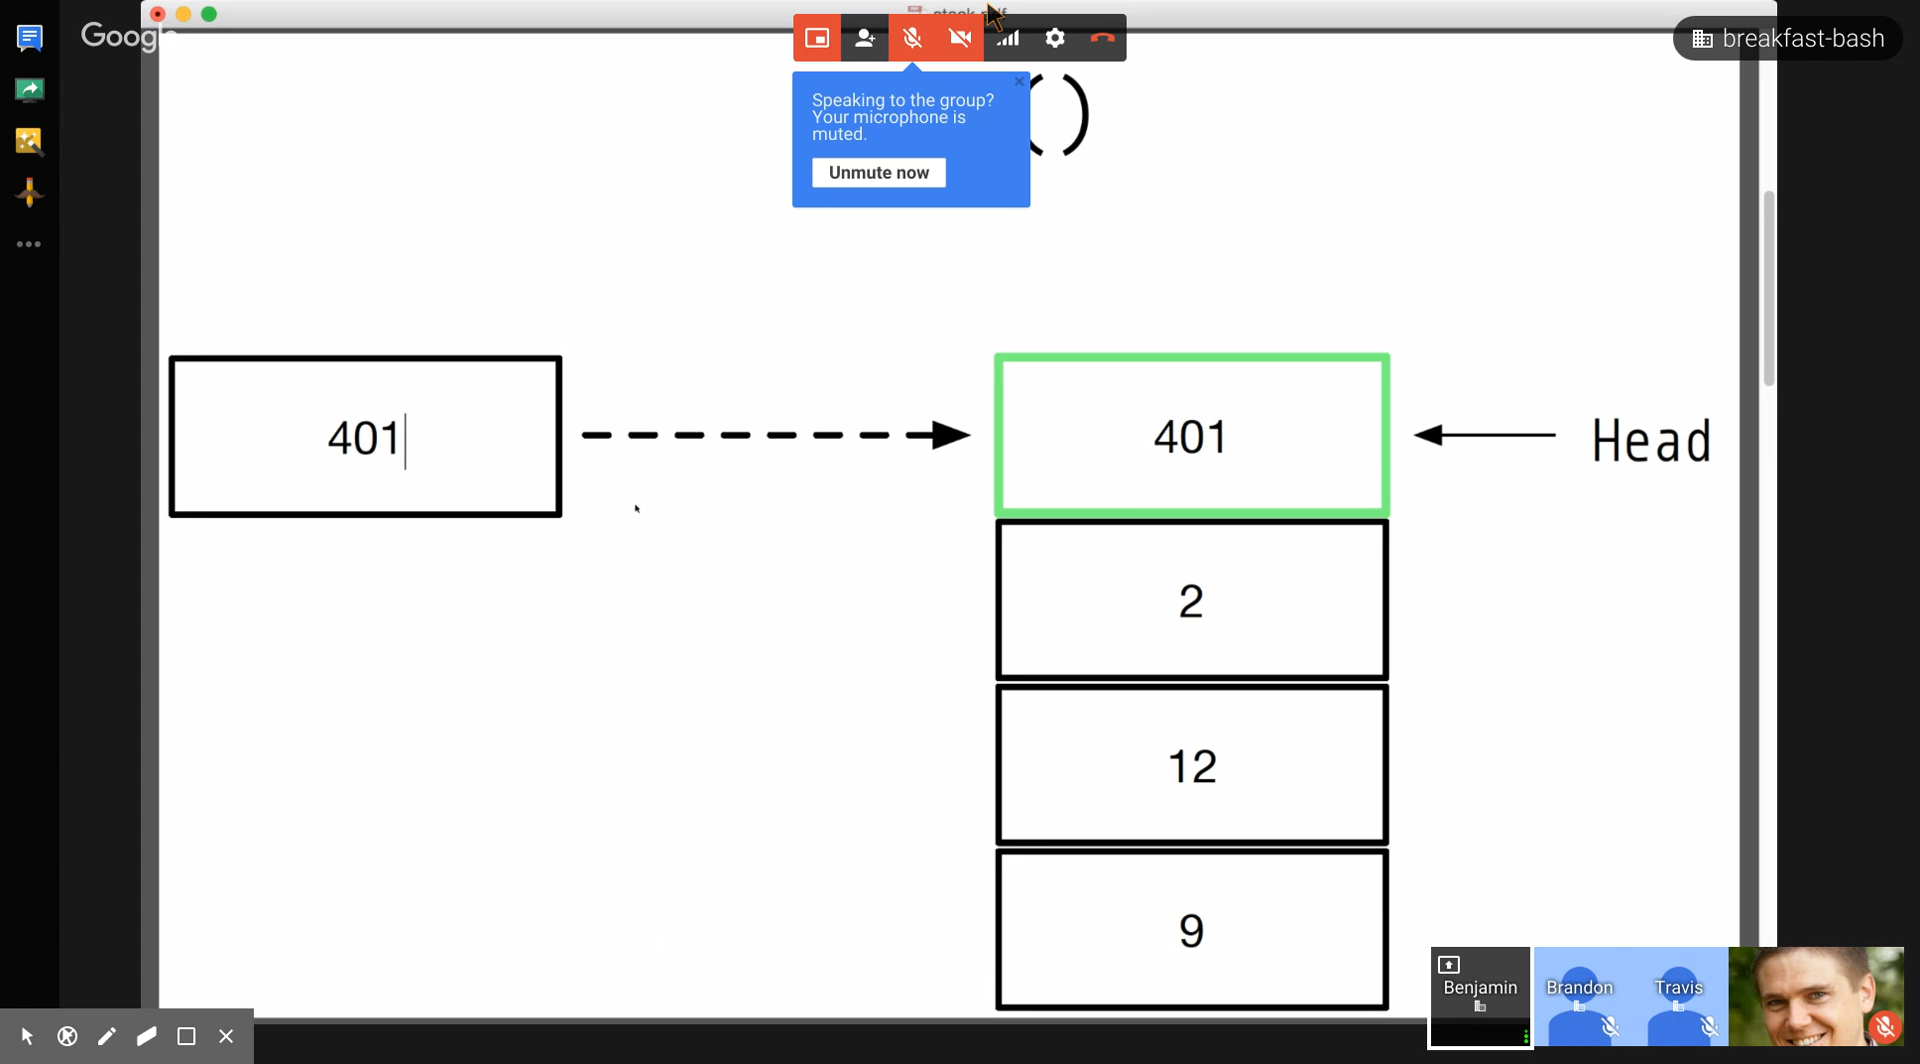 Google
breakfast-bash
Speaking to the group?
Your microphone is
muted.
Unmute now
()
401
401
Head
2
12
9
Benjamin
Brandon
Travis